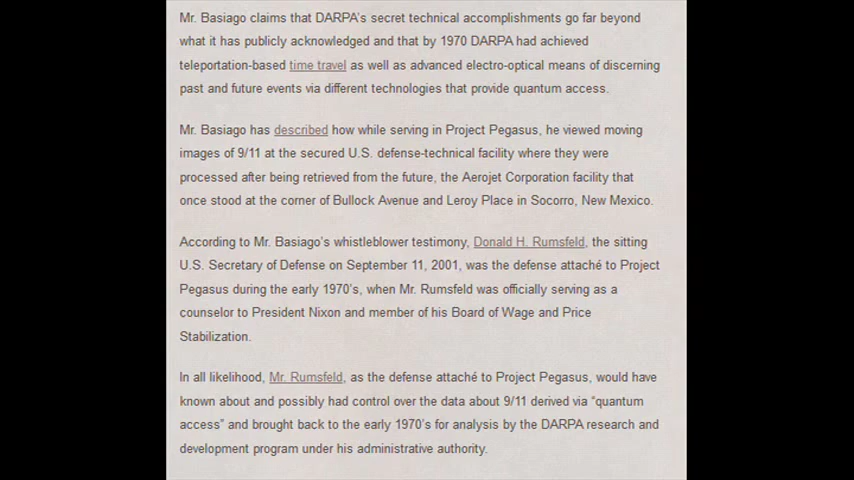 Mr. Basiago claims that DARPA's secret technical accomplishments go far beyond
what it has publicly acknowledged and that by 1970 DARPA had achieved
teleportation-based time travel as well as advanced electro-optical means of discerning
past and future events via different technologies that provide quantum access.
Mr. Basiago has described how while serving in Project Pegasus, he viewed moving
images of 9/11 at the secured U.S. defense-technical facility where they were
processed after being retrieved from the future, the Aerojet Corporation facility that
once stood at the corner of Bullock Avenue and Leroy Place in Socorro, New Mexico.
According to Mr. Basiago's whistleblower testimony, Donald H. Rumsfeld, the sitting
U.S. Secretary of Defense on September 11, 2001, was the defense attaché to Project
Pegasus during the early 1970's, when Mr. Rumsfeld was officially serving as a
counselor to President Nixon and member of his Board of Wage and Price
Stabilization.
In all likelihood, Mr. Rumsfeld, as the defense attaché to Project Pegasus, would have
known about and possibly had control over the data about 9/11 derived via “quantum
access” and brought back to the early 1970's for analysis by the DARPA research and
development program under his administrative authority.